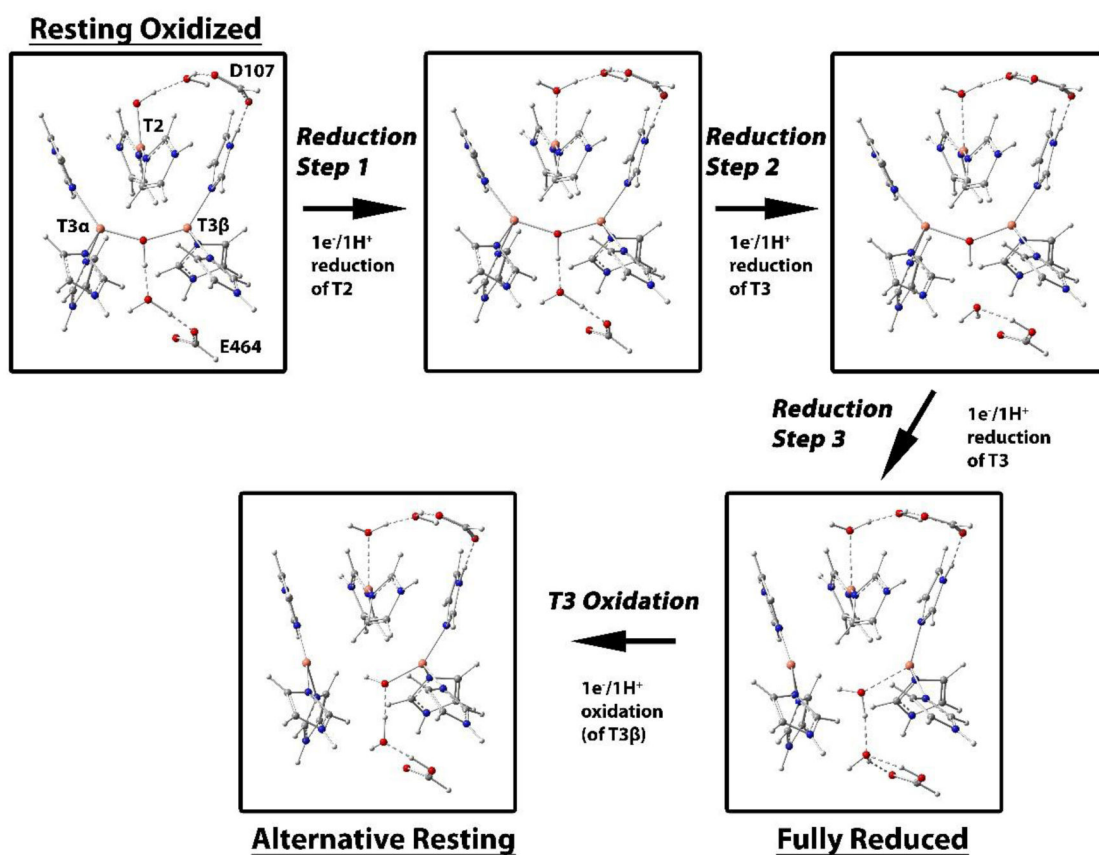 Resting Oxidized
D107
T2
T3α
T3β
E464
Reduction
Step 1
1e⁻/1H⁺
reduction
of T2
Reduction
Step 2
1e⁻/1H⁺
reduction
of T3
Reduction
Step 3
1e⁻/1H⁺
reduction
of T3
T3 Oxidation
1e⁻/1H⁺
oxidation
(of T3β)
Alternative Resting
Fully Reduced